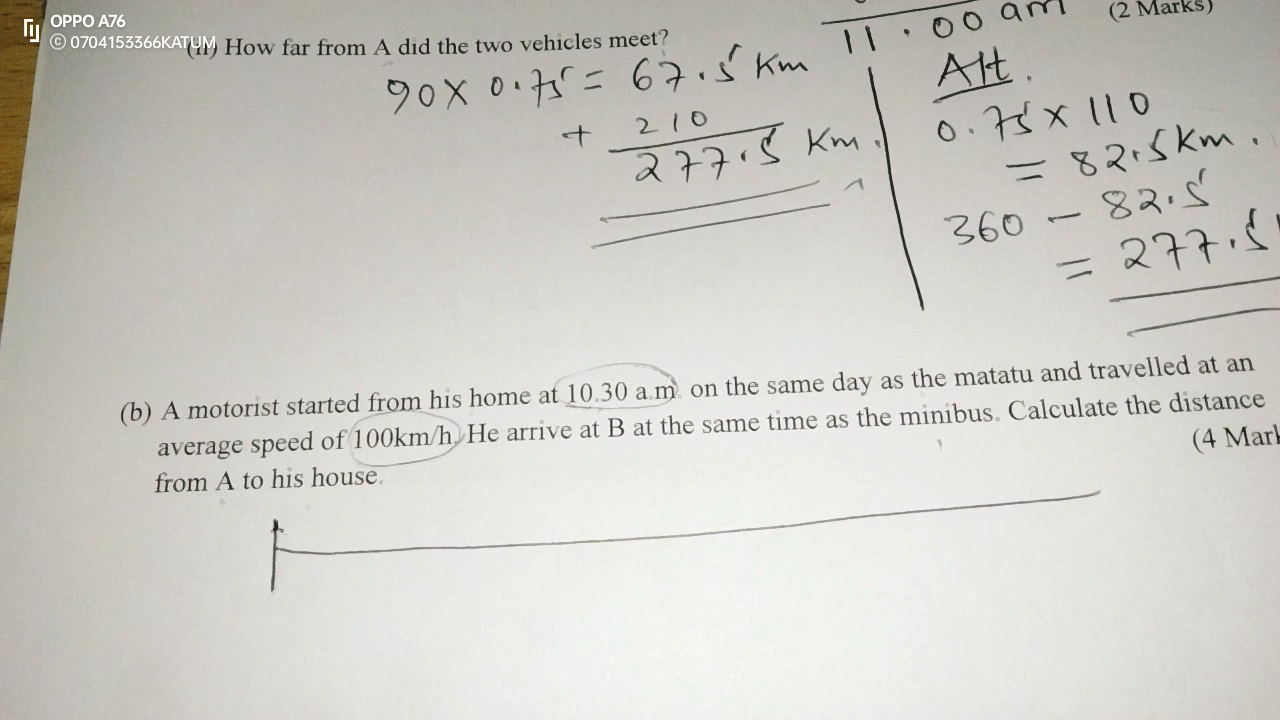 OPPO A76
© 0704153366KATUM
(ii) How far from A did the two vehicles meet?
90 x 0.75 = 67.5 Km
+ 210
277.5 Km.
11.00 am
(2 Marks)
Alt.
0.75 x 110
= 82.5 Km.
360 - 82.5
= 277.5
(b) A motorist started from his home at 10.30 a.m. on the same day as the matatu and travelled at an
average speed of 100km/h. He arrive at B at the same time as the minibus. Calculate the distance
from A to his house.
(4 Mark